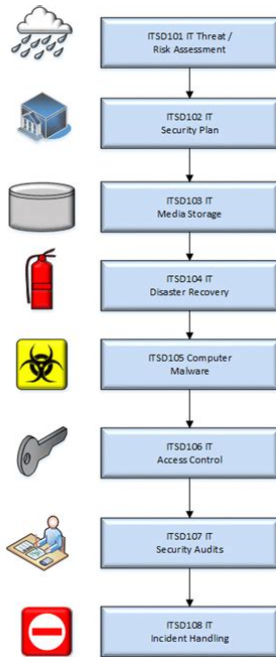 ITSD101 IT Threat /
Risk Assessment
ITSD102 IT
Security Plan
ITSD103 IT
Media Storage
ITSD104 IT
Disaster Recovery
ITSD105 Computer
Malware
ITSD106 IT
Access Control
ITSD107 IT
Security Audits
ITSD108 IT
Incident Handling